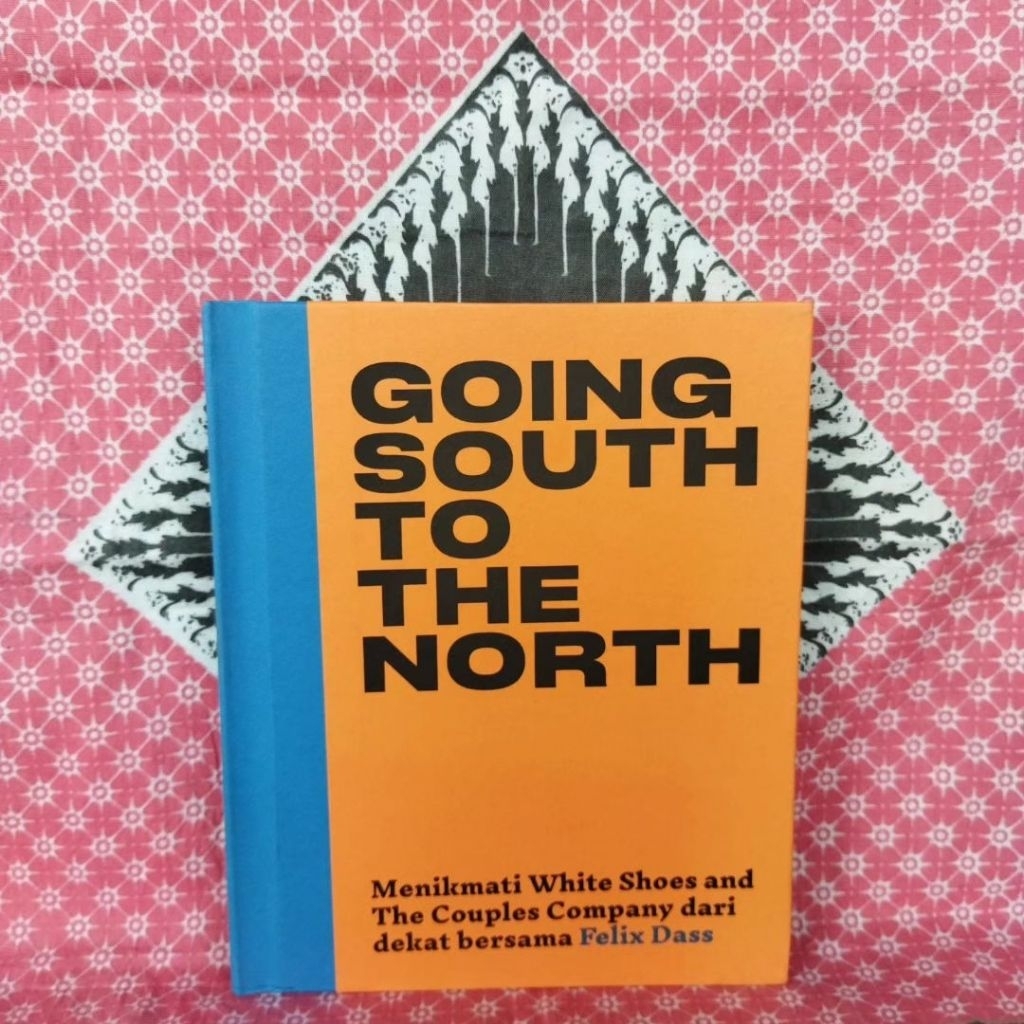 GOING
SOUTH
TO
THE
NORTH
Menikmati White Shoes and
The Couples Company dari
dekat bersama Felix Dass